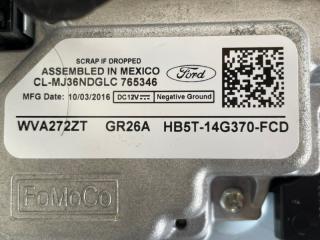 SCRAP IF DROPPED
ASSEMBLED IN MEXICO
CL-MJ36NDGLC 765346
MFG Date: 10/03/2016 DC12V⎓ Negative Ground
Ford
WVA272ZT GR26A HB5T-14G370-FCD
FoMoCo